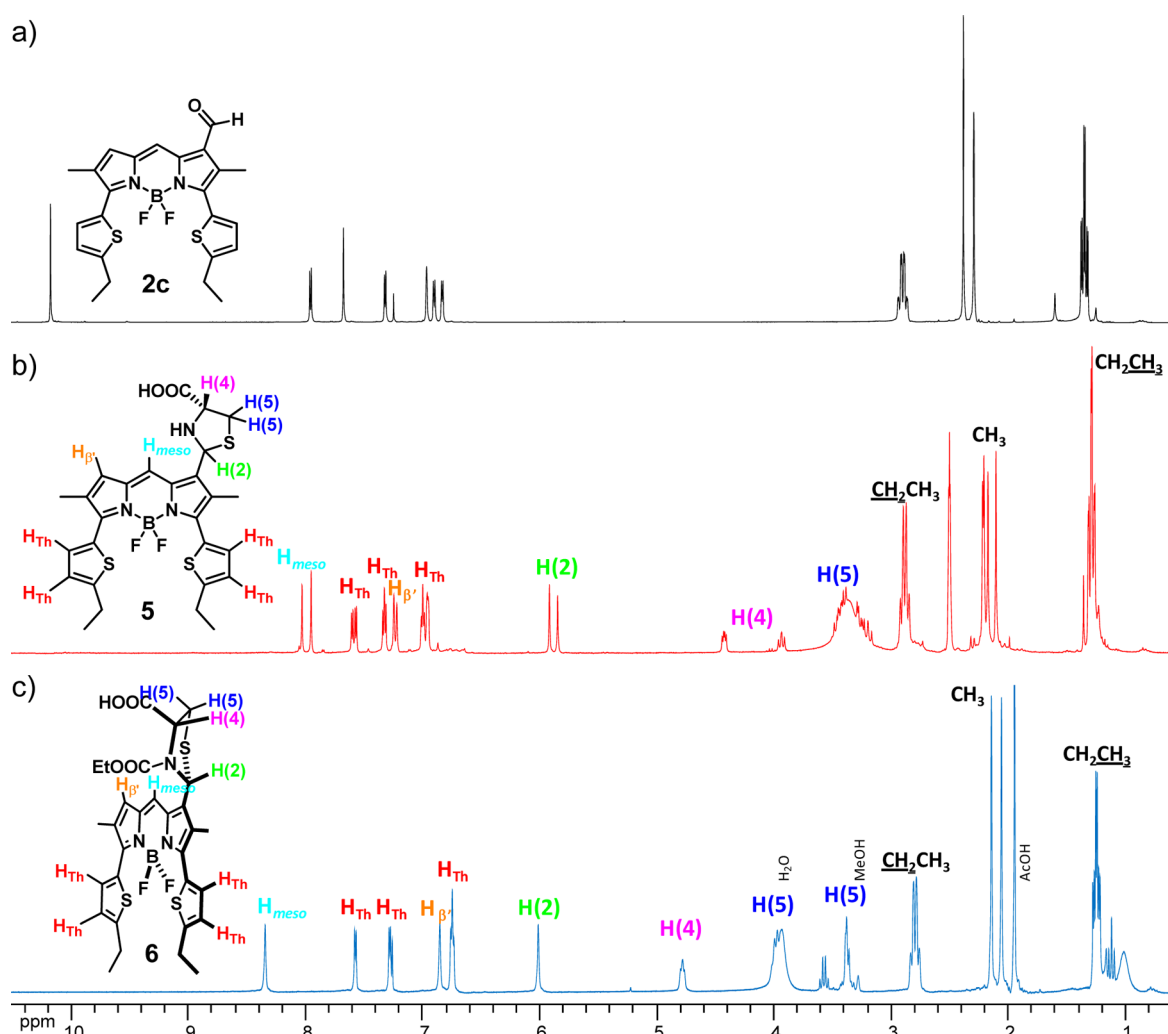 a)
O
H
N
N
B
F
F
S
S
2c
b)
HOOC
H(4)
H(5)
H(5)
HN
S
H(2)
Hβ'
Hmeso
N
N
B
F
F
HTh
HTh
S
S
HTh
HTh
5
Hmeso
HTh
HTh
Hβ'
HTh
H(2)
H(4)
H(5)
CH2CH3
CH3
CH2CH3
c)
H(5)
H(5)
HOOC
H(4)
S
EtOOC
N
H(2)
Hβ'
Hmeso
N
N
B
F
F
HTh
HTh
S
S
HTh
HTh
6
Hmeso
HTh
HTh
Hβ'
HTh
H(2)
H(4)
H(5)
H2O
H(5)
MeOH
CH2CH3
CH3
AcOH
CH2CH3
ppm
10
9
8
7
6
5
4
3
2
1